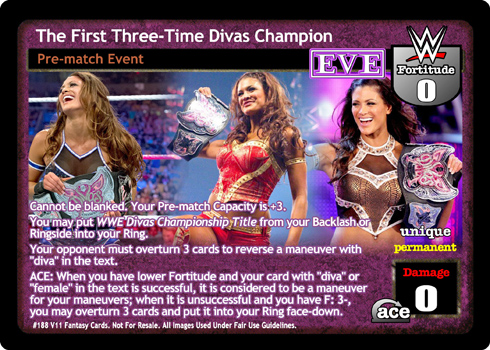 The First Three-Time Divas Champion
Pre-match Event
EVE
W
Fortitude
0
Cannot be blanked. Your Pre-match Capacity is +3.
You may put WWE Divas Championship Title from your Backlash or
Ringside into your Ring.
Your opponent must overturn 3 cards to reverse a maneuver with
"diva" in the text.
ACE: When you have lower Fortitude and your card with "diva" or
"female" in the text is successful, it is considered to be a maneuver
for your maneuvers; when it is unsuccessful and you have F: 3-,
you may overturn 3 cards and put it into your Ring face-down.
unique
permanent
Damage
0
ace
#188 V11 Fantasy Cards. Not For Resale. All Images Used Under Fair Use Guidelines.